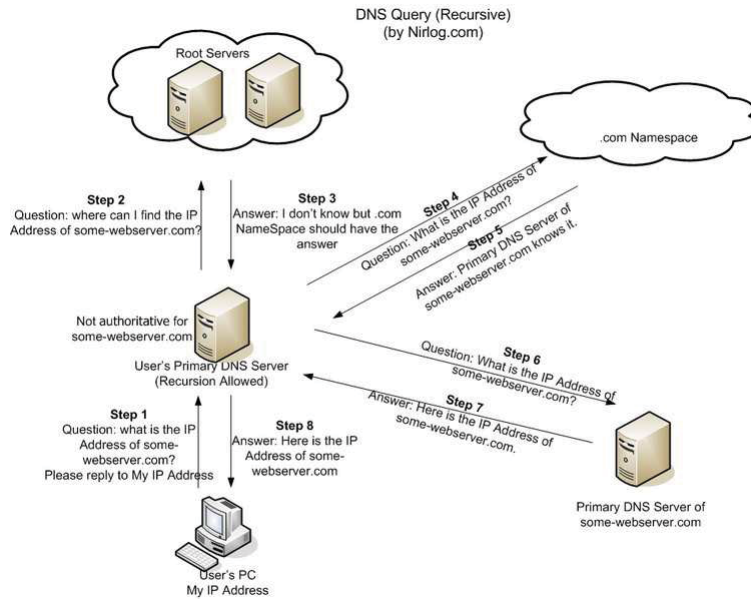 DNS Query (Recursive)
(by Nirlog.com)
Root Servers
.com Namespace
Step 2
Question: where can I find the IP
Address of some-webserver.com?
Step 3
Answer: I don't know but .com
NameSpace should have the
answer
Step 4
Question: What is the IP Address of
some-webserver.com?
Step 5
Answer: Primary DNS Server of
some-webserver.com knows it.
Not authoritative for
some-webserver.com
User's Primary DNS Server
(Recursion Allowed)
Step 6
Question: What is the IP Address of
some-webserver.com?
Step 7
Answer: Here is the IP Address of
some-webserver.com.
Step 1
Question: what is the IP
Address of some-
webserver.com?
Please reply to My IP Address
Step 8
Answer: Here is the IP
Address of some-
webserver.com
Primary DNS Server of
some-webserver.com
User's PC
My IP Address